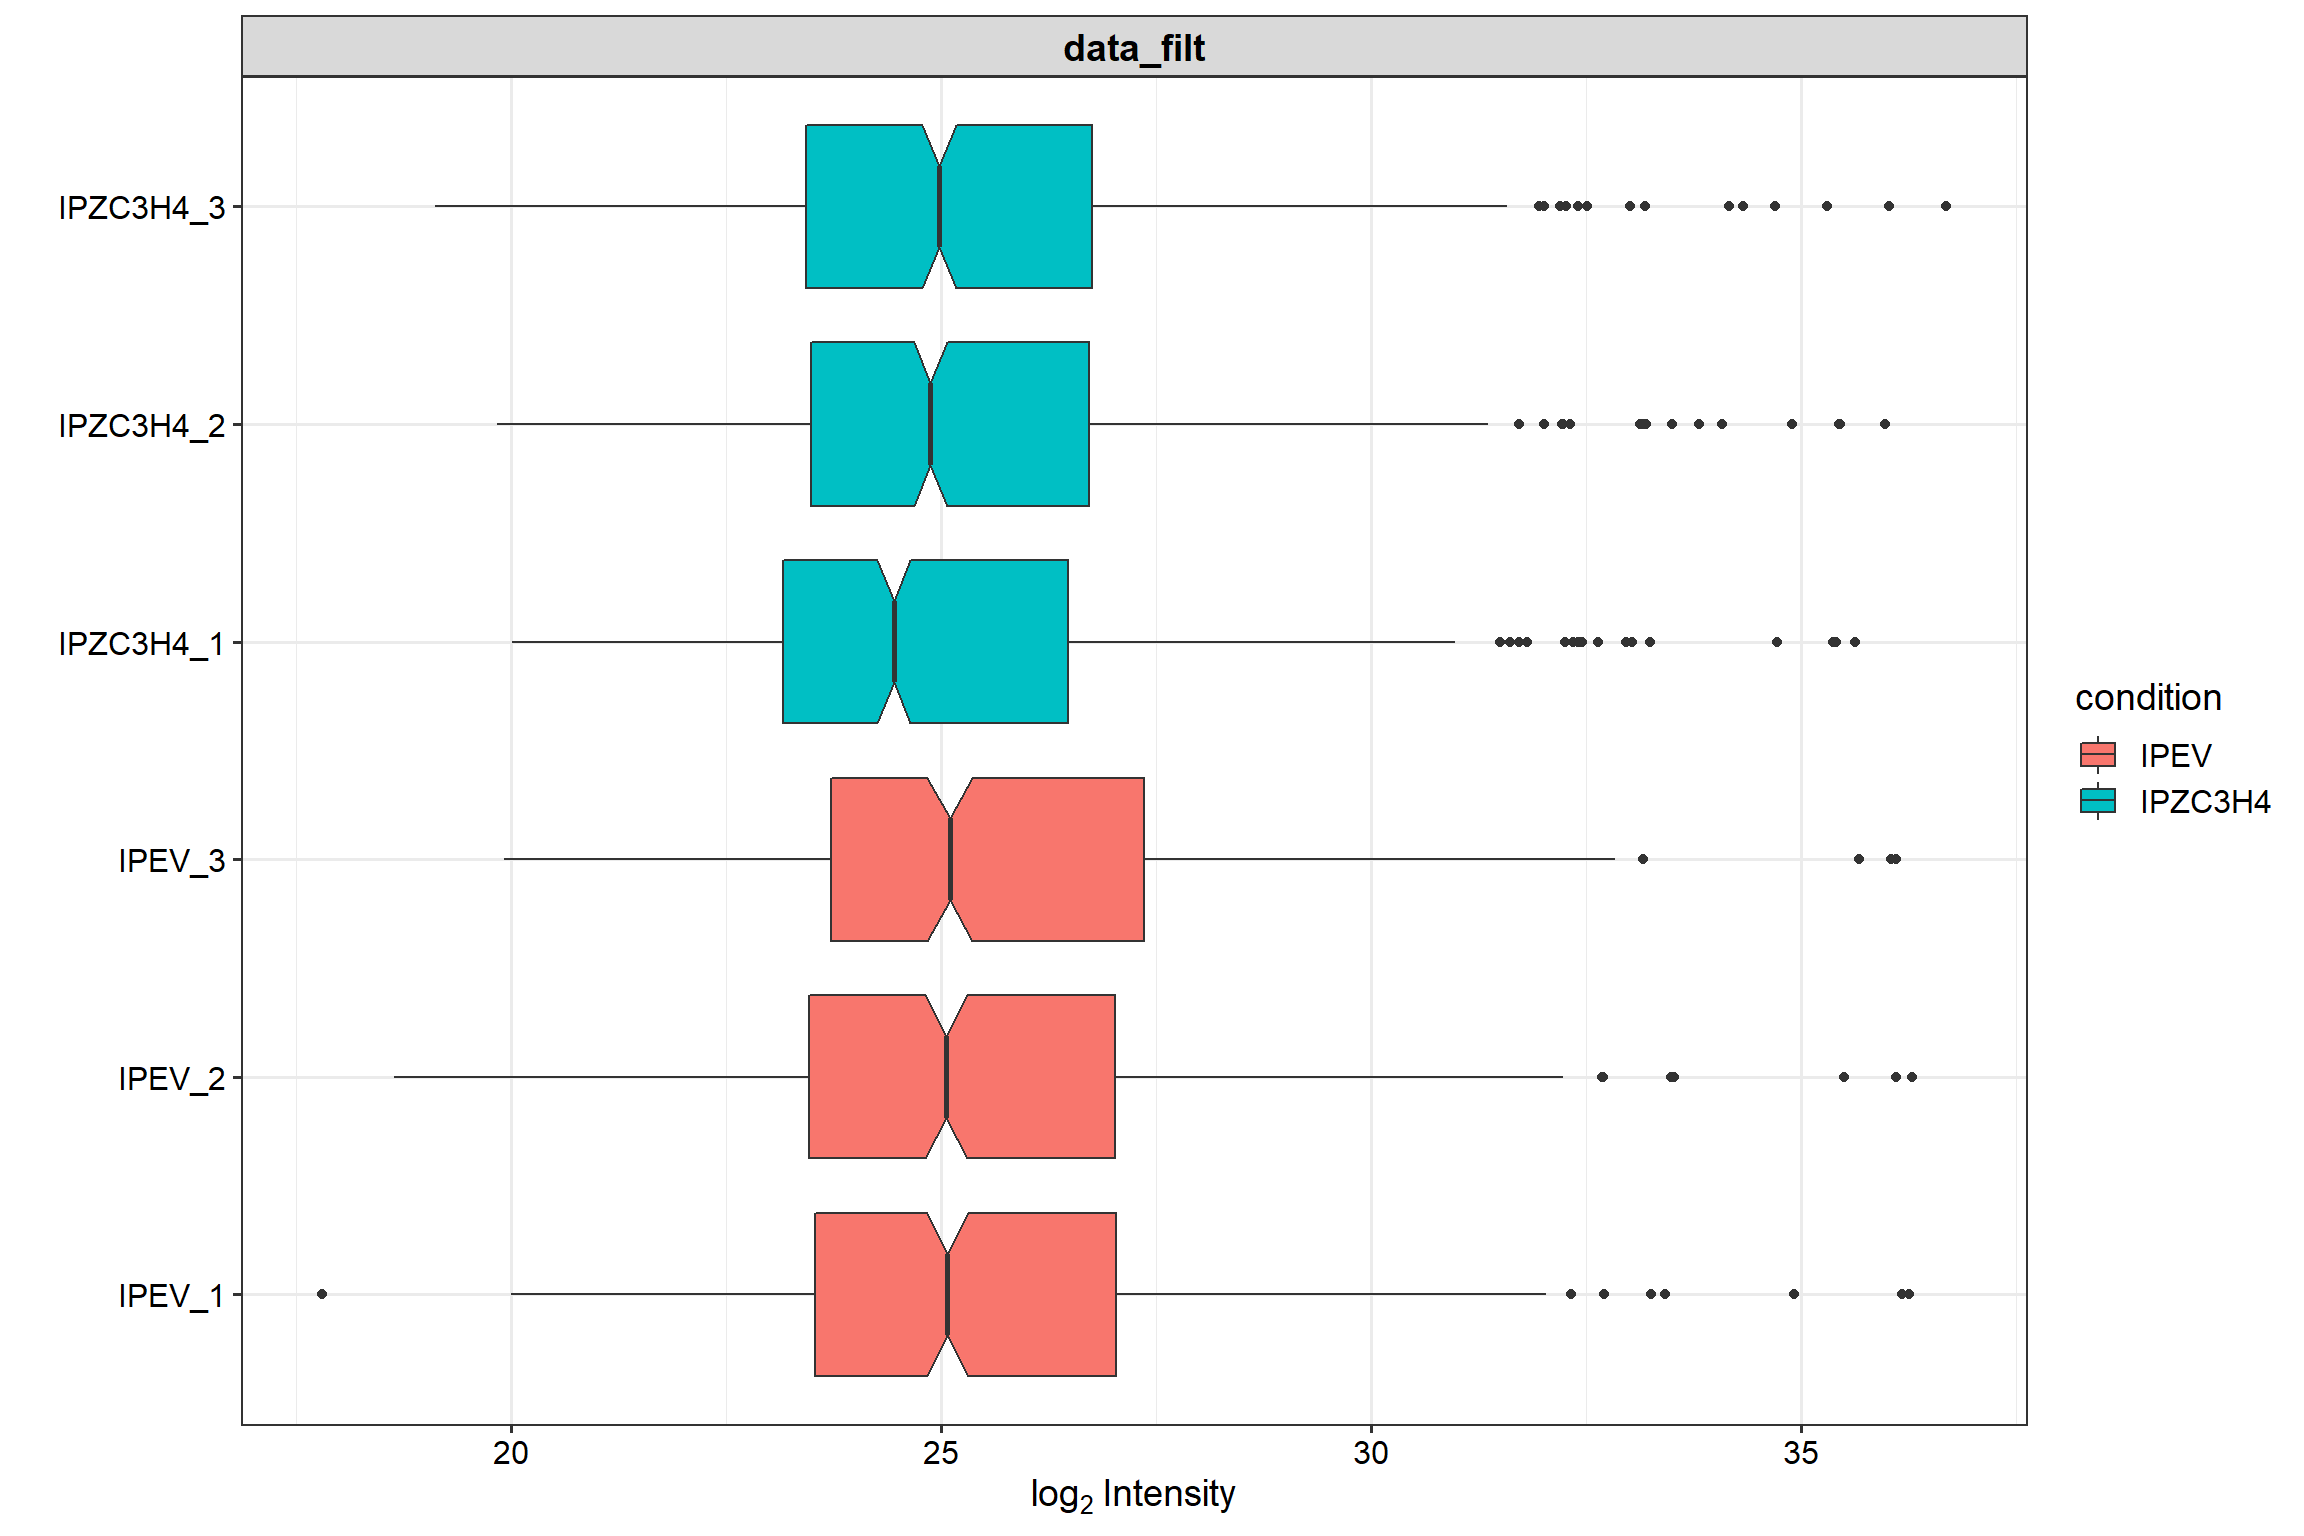 data_filt
IPZC3H4_3
IPZC3H4_2
IPZC3H4_1
IPEV_3
IPEV_2
IPEV_1
20 25 30 35
log2 Intensity
condition
IPEV
IPZC3H4